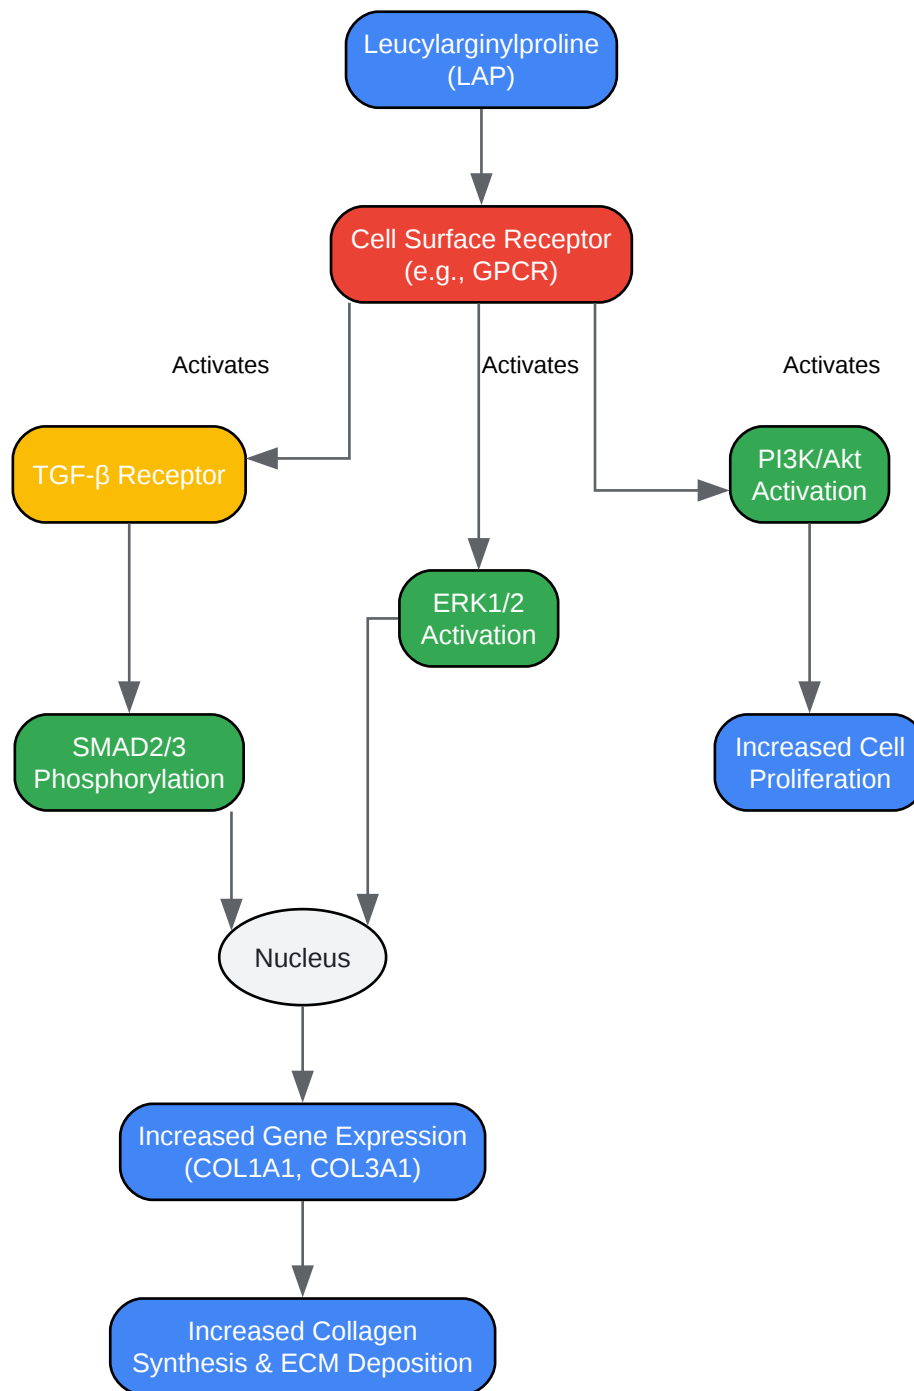 Leucylarginylproline
(LAP)
Cell Surface Receptor
(e.g., GPCR)
Activates
Activates
Activates
TGF-β Receptor
PI3K/Akt
Activation
ERK1/2
Activation
SMAD2/3
Phosphorylation
Increased Cell
Proliferation
Nucleus
Increased Gene Expression
(COL1A1, COL3A1)
Increased Collagen
Synthesis & ECM Deposition